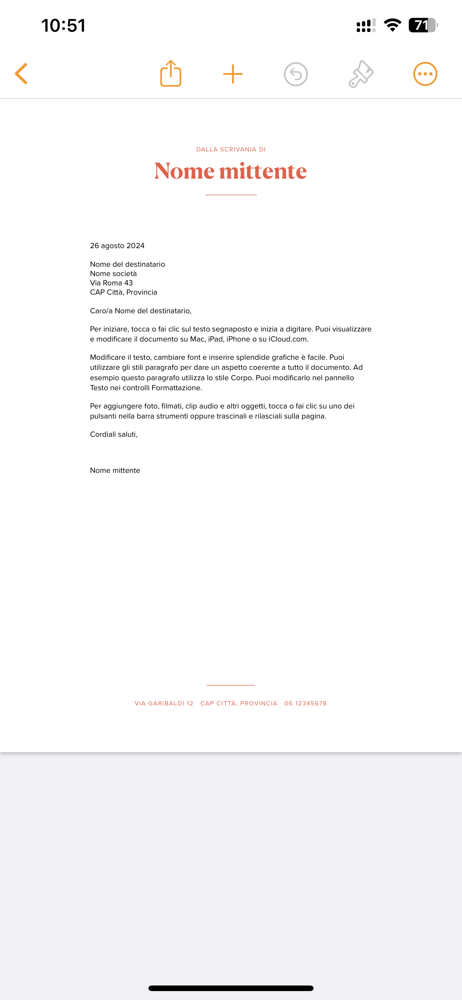 10:51
71
DALLA SCRIVANIA DI
Nome mittente
26 agosto 2024
Nome del destinatario
Nome società
Via Roma 43
CAP Città, Provincia
Caro/a Nome del destinatario,
Per iniziare, tocca o fai clic sul testo segnaposto e inizia a digitare. Puoi visualizzare
e modificare il documento su Mac, iPad, iPhone o su iCloud.com.
Modificare il testo, cambiare font e inserire splendide grafiche è facile. Puoi
utilizzare gli stili paragrafo per dare un aspetto coerente a tutto il documento. Ad
esempio questo paragrafo utilizza lo stile Corpo. Puoi modificarlo nel pannello
Testo nei controlli Formattazione.
Per aggiungere foto, filmati, clip audio e altri oggetti, tocca o fai clic su uno dei
pulsanti nella barra strumenti oppure trascinali e rilasciali sulla pagina.
Cordiali saluti,
Nome mittente
VIA GARIBALDI 12 CAP CITTÀ, PROVINCIA 06 12345678